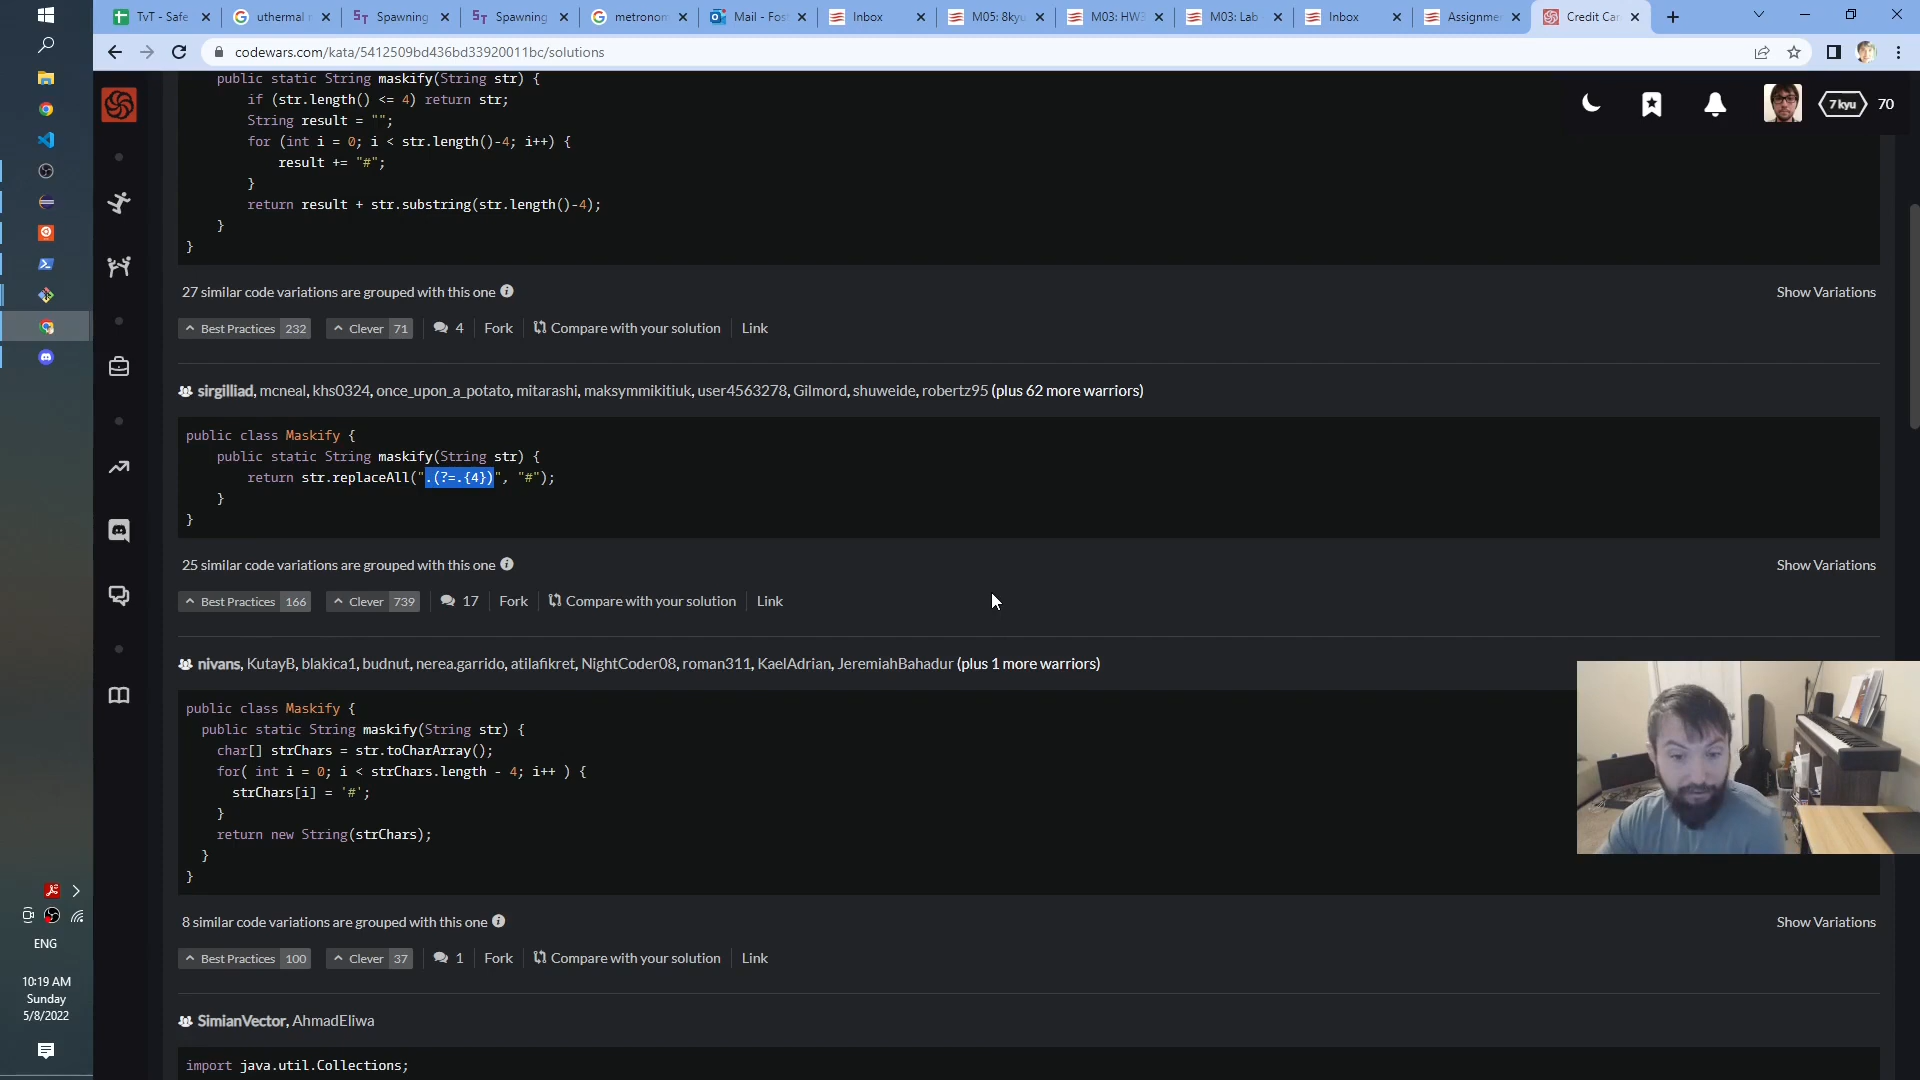 TvT - Safe
uthermal r
Spawning
Spawning
metronom
Mail - Fost
Inbox
M05: 8kyu
M03: HW3
M03: Lab
Inbox
Assignme
Credit Car
codewars.com/kata/5412509bd436bd33920011bc/solutions
7 kyu 70
public static String maskify(String str) {
if (str.length() <= 4) return str;
String result = "";
for (int i = 0; i < str.length()-4; i++) {
result += "#";
}
return result + str.substring(str.length()-4);
}
}
27 similar code variations are grouped with this one
Show Variations
Best Practices 232 Clever 71 4 Fork Compare with your solution Link
sirgilliad, mcneal, khs0324, once_upon_a_potato, mitarashi, maksymmikitiuk, user4563278, Gilmord, shuweide, robertz95 (plus 62 more warriors)
public class Maskify {
public static String maskify(String str) {
return str.replaceAll(".(?=.{4})", "#");
}
}
25 similar code variations are grouped with this one
Show Variations
Best Practices 166 Clever 739 17 Fork Compare with your solution Link
nivans, KutayB, blakica1, budnut, nerea.garrido, atilafikret, NightCoder08, roman311, KaelAdrian, JeremiahBahadur (plus 1 more warriors)
public class Maskify {
public static String maskify(String str) {
char[] strChars = str.toCharArray();
for( int i = 0; i < strChars.length - 4; i++ ) {
strChars[i] = '#';
}
return new String(strChars);
}
}
8 similar code variations are grouped with this one
Show Variations
Best Practices 100 Clever 37 1 Fork Compare with your solution Link
SimianVector, AhmadEliwa
import java.util.Collections;
ENG
10:19 AM
Sunday
5/8/2022